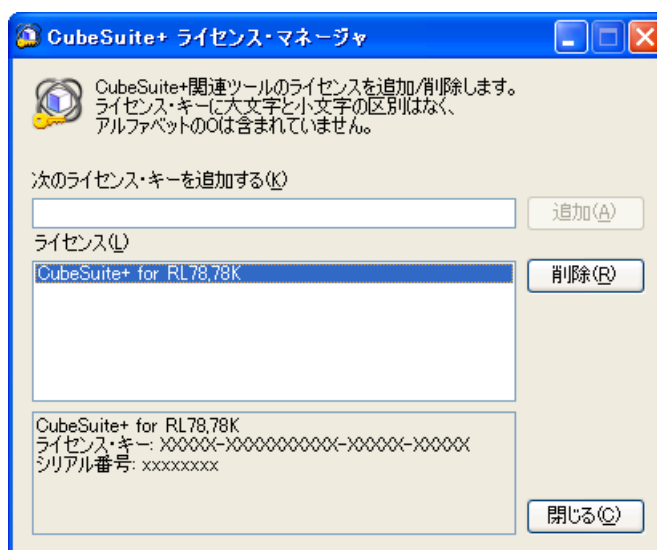 CubeSuite+ ライセンス・マネージャ
CubeSuite+関連ツールのライセンスを追加/削除します。
ライセンス・キーに大文字と小文字の区別はなく、
アルファベットのOは含まれていません。
次のライセンス・キーを追加する(K)
追加(A)
ライセンス(L)
CubeSuite+ for RL78,78K
削除(R)
CubeSuite+ for RL78,78K
ライセンス・キー: XXXXX-XXXXXXXXXX-XXXXX-XXXXX
シリアル番号: xxxxxxxx
閉じる(C)